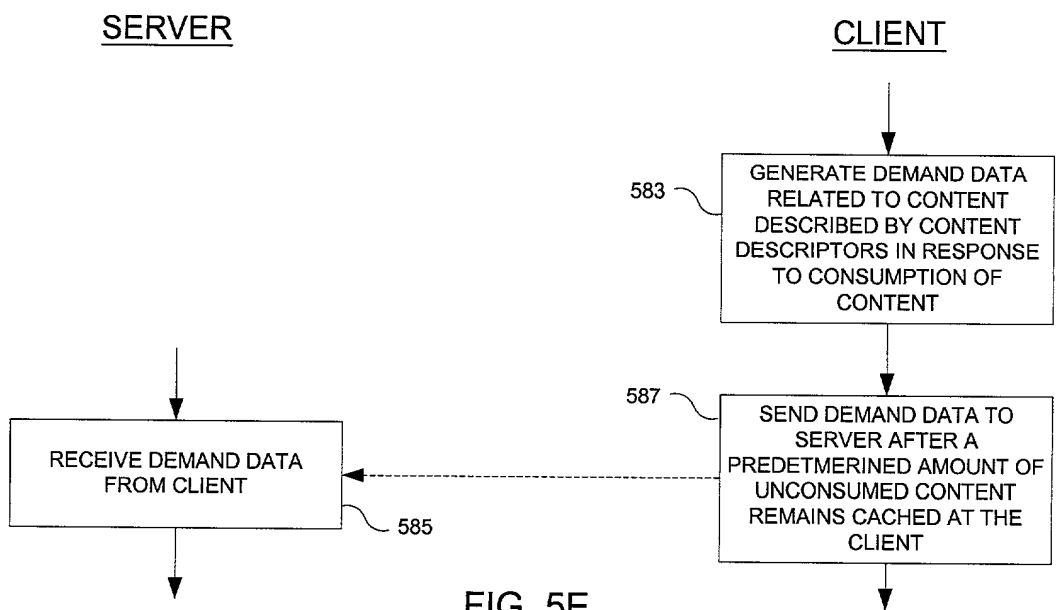 SERVER
CLIENT
583
GENERATE DEMAND DATA
RELATED TO CONTENT
DESCRIBED BY CONTENT
DESCRIPTORS IN RESPONSE
TO CONSUMPTION OF
CONTENT
587
SEND DEMAND DATA TO
SERVER AFTER A
PREDETMERINED AMOUNT OF
UNCONSUMED CONTENT
REMAINS CACHED AT THE
CLIENT
RECEIVE DEMAND DATA
FROM CLIENT
585
FIG. 5F